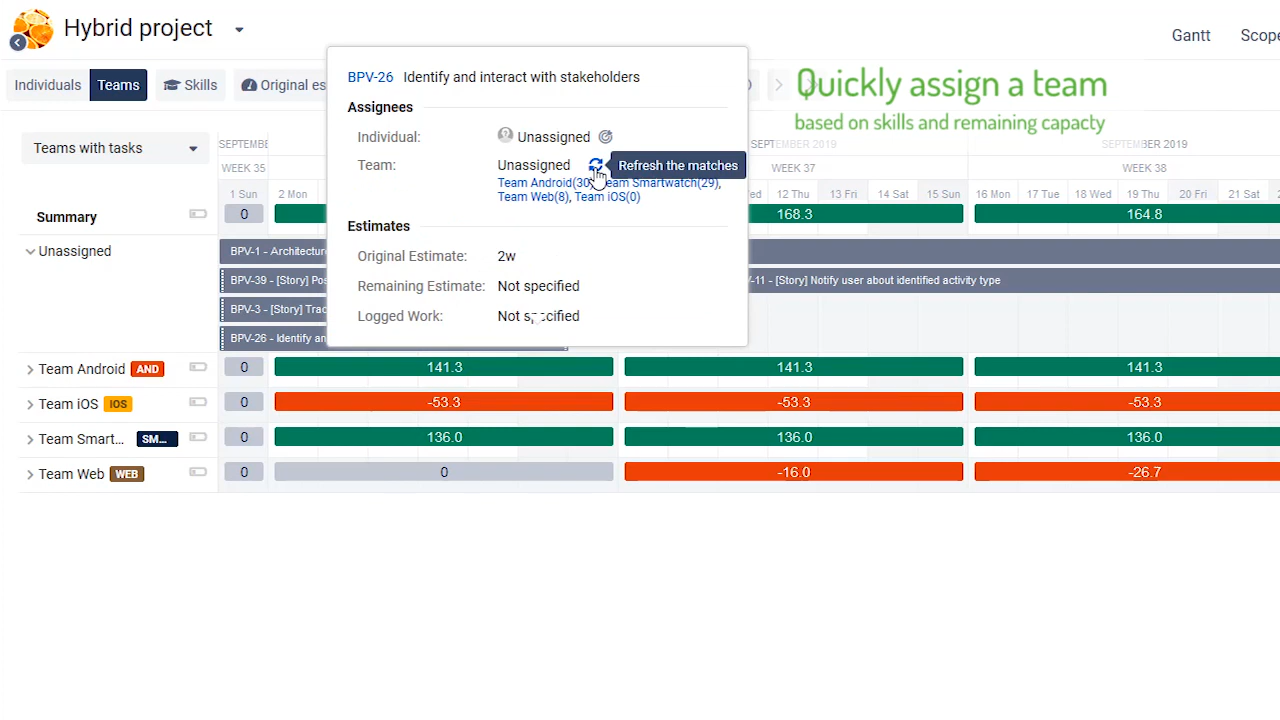 Hybrid project
Gantt
Scope
Individuals
Teams
Skills
Original es
Quickly assign a team
based on skills and remaining capacty
BPV-26 Identify and interact with stakeholders
Assignees
Individual: Unassigned
Team: Unassigned
Refresh the matches
Team Android(30), Team Smartwatch(29),
Team Web(8), Team iOS(0)
Estimates
Original Estimate: 2w
Remaining Estimate: Not specified
Logged Work: Not specified
Teams with tasks
SEPTEMBE
SEPTEMBER 2019
SEPTEMBER 2019
WEEK 35
WEEK 37
WEEK 38
1 Sun 2 Mon ed 12 Thu 13 Fri 14 Sat 15 Sun 16 Mon 17 Tue 18 Wed 19 Thu 20 Fri 21 Sat 2
Summary 0 168.3 164.8
Unassigned
BPV-1 - Architecture
BPV-39 - [Story] Pos
-11 - [Story] Notify user about identified activity type
BPV-3 - [Story] Trac
BPV-26 - Identify an
Team Android AND 0 141.3 141.3 141.3
Team iOS IOS 0 -53.3 -53.3 -53.3
Team Smart... SM... 0 136.0 136.0 136.0
Team Web WEB 0 0 -16.0 -26.7